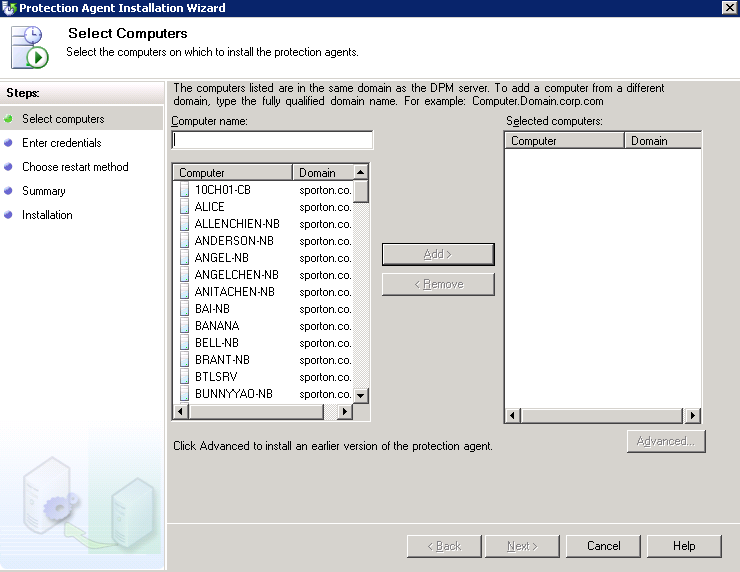 Protection Agent Installation Wizard
Select Computers
Select the computers on which to install the protection agents.
Steps:
Select computers
Enter credentials
Choose restart method
Summary
Installation
The computers listed are in the same domain as the DPM server. To add a computer from a different
domain, type the fully qualified domain name. For example: Computer.Domain.corp.com
Computer name:
Computer Domain
10CH01-CB sporton.co.
ALICE sporton.co.
ALLENCHIEN-NB sporton.co.
ANDERSON-NB sporton.co.
ANGEL-NB sporton.co.
ANGELCHEN-NB sporton.co.
ANITACHEN-NB sporton.co.
BAI-NB sporton.co.
BANANA sporton.co.
BELL-NB sporton.co.
BRANT-NB sporton.co.
BTLSRV sporton.co.
BUNNYYAO-NB sporton.co.
Add >
< Remove
Selected computers:
Computer Domain
Click Advanced to install an earlier version of the protection agent.
Advanced...
< Back Next > Cancel Help